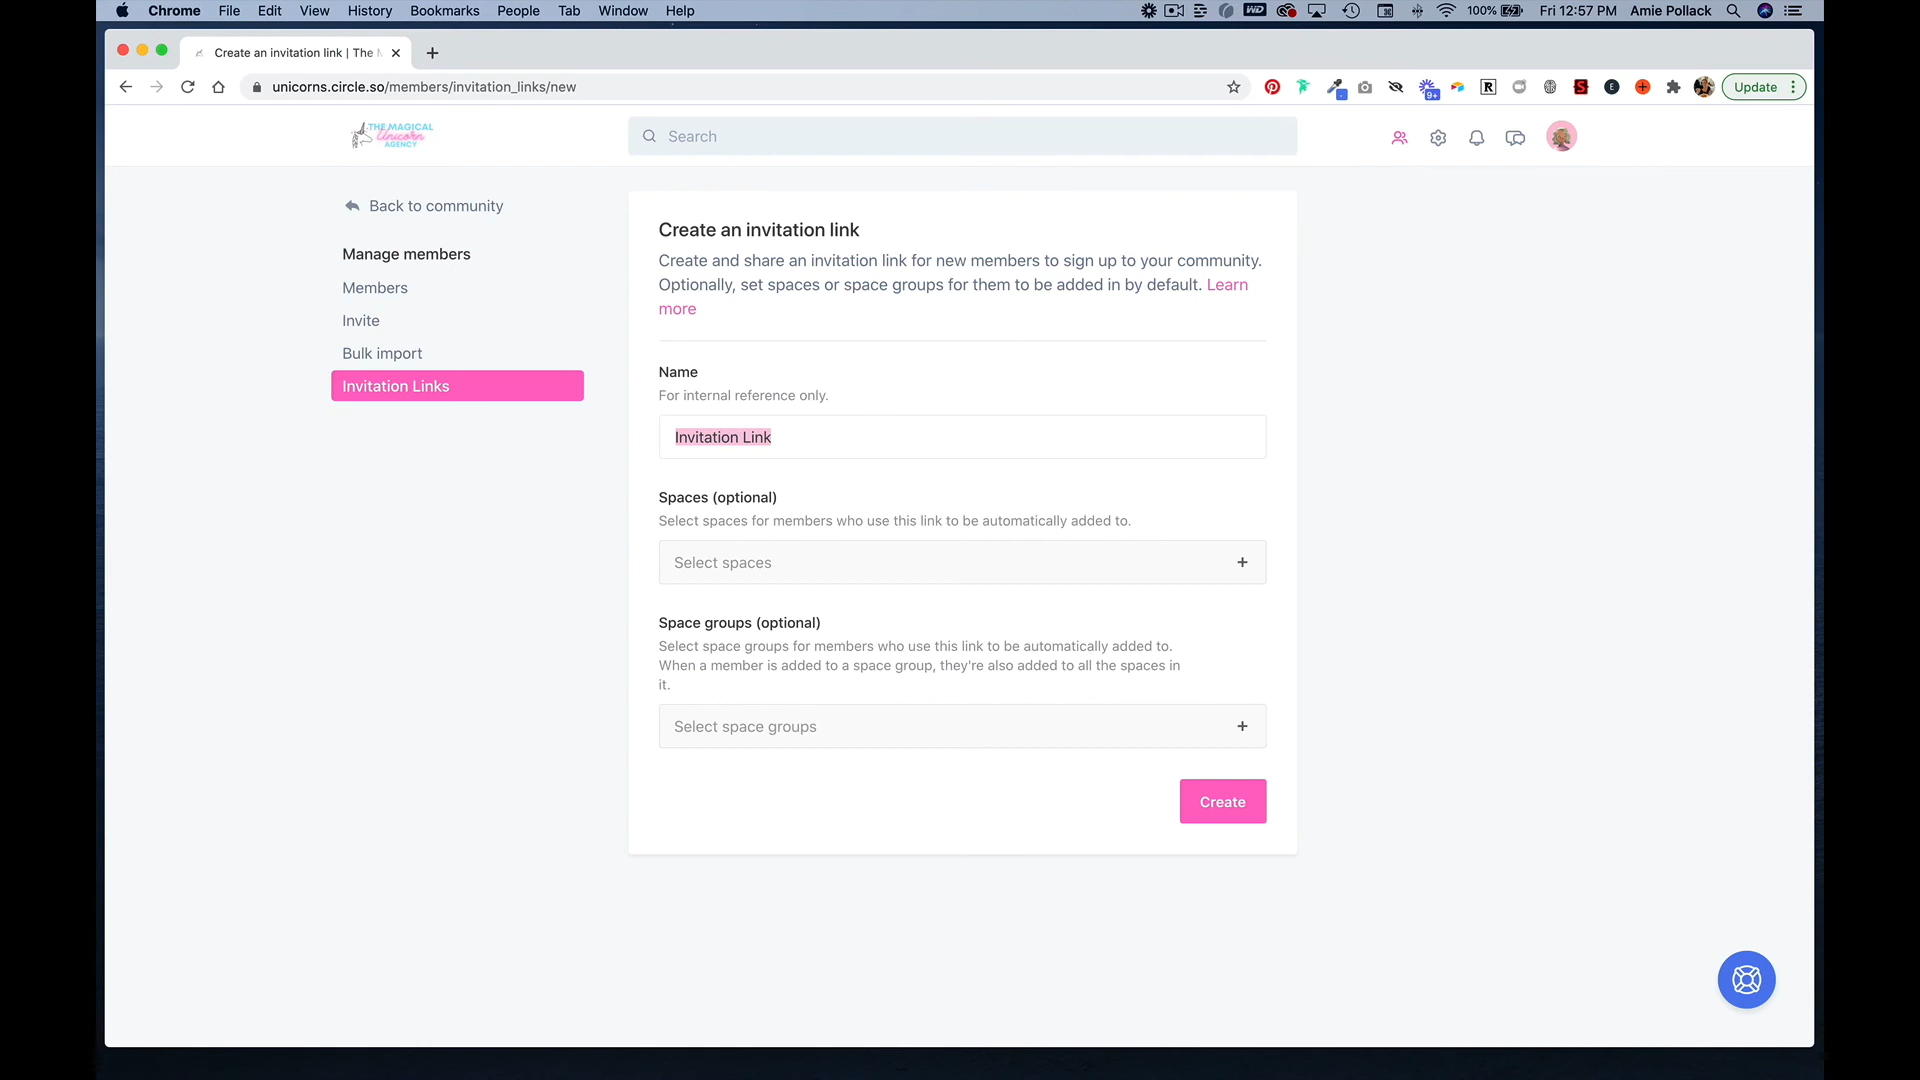 Chrome File Edit View History Bookmarks People Tab Window Help
WD 100% Fri 12:57 PM Amie Pollack
Create an invitation link | The
unicorns.circle.so/members/invitation_links/new
9+ R S E Update
THE MAGICAL
Unicorn
AGENCY
Search
Back to community
Manage members
Members
Invite
Bulk import
Invitation Links
Create an invitation link
Create and share an invitation link for new members to sign up to your community.
Optionally, set spaces or space groups for them to be added in by default. Learn
more
Name
For internal reference only.
Invitation Link
Spaces (optional)
Select spaces for members who use this link to be automatically added to.
Select spaces +
Space groups (optional)
Select space groups for members who use this link to be automatically added to.
When a member is added to a space group, they're also added to all the spaces in
it.
Select space groups +
Create